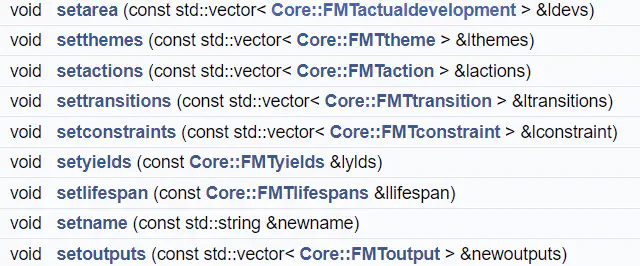 void setarea (const std::vector< Core::FMTactualdevelopment > &ldevs)
void setthemes (const std::vector< Core::FMTtheme > &lthemes)
void setactions (const std::vector< Core::FMTaction > &lactions)
void settransitions (const std::vector< Core::FMTtransition > &ltransitions)
void setconstraints (const std::vector< Core::FMTconstraint > &lconstraint)
void setyields (const Core::FMTyields &lylds)
void setlifespan (const Core::FMTlifespans &llifespan)
void setname (const std::string &newname)
void setoutputs (const std::vector< Core::FMToutput > &newoutputs)